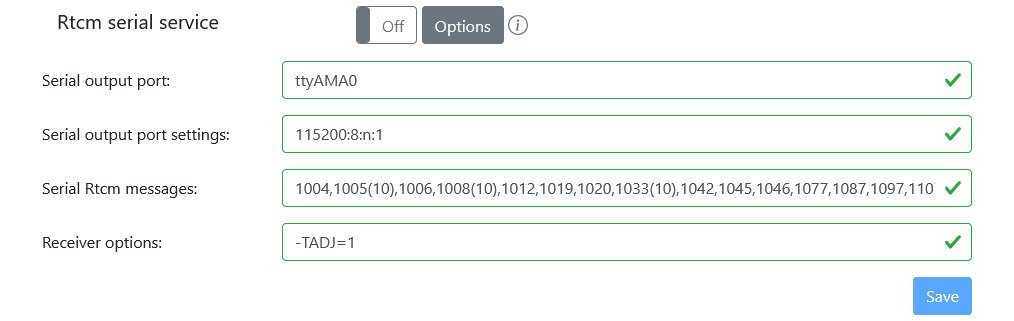 Rtcm serial service Off Options i
Serial output port: ttyAMA0
Serial output port settings: 115200:8:n:1
Serial Rtcm messages: 1004,1005(10),1006,1008(10),1012,1019,1020,1033(10),1042,1045,1046,1077,1087,1097,110
Receiver options: -TADJ=1
Save